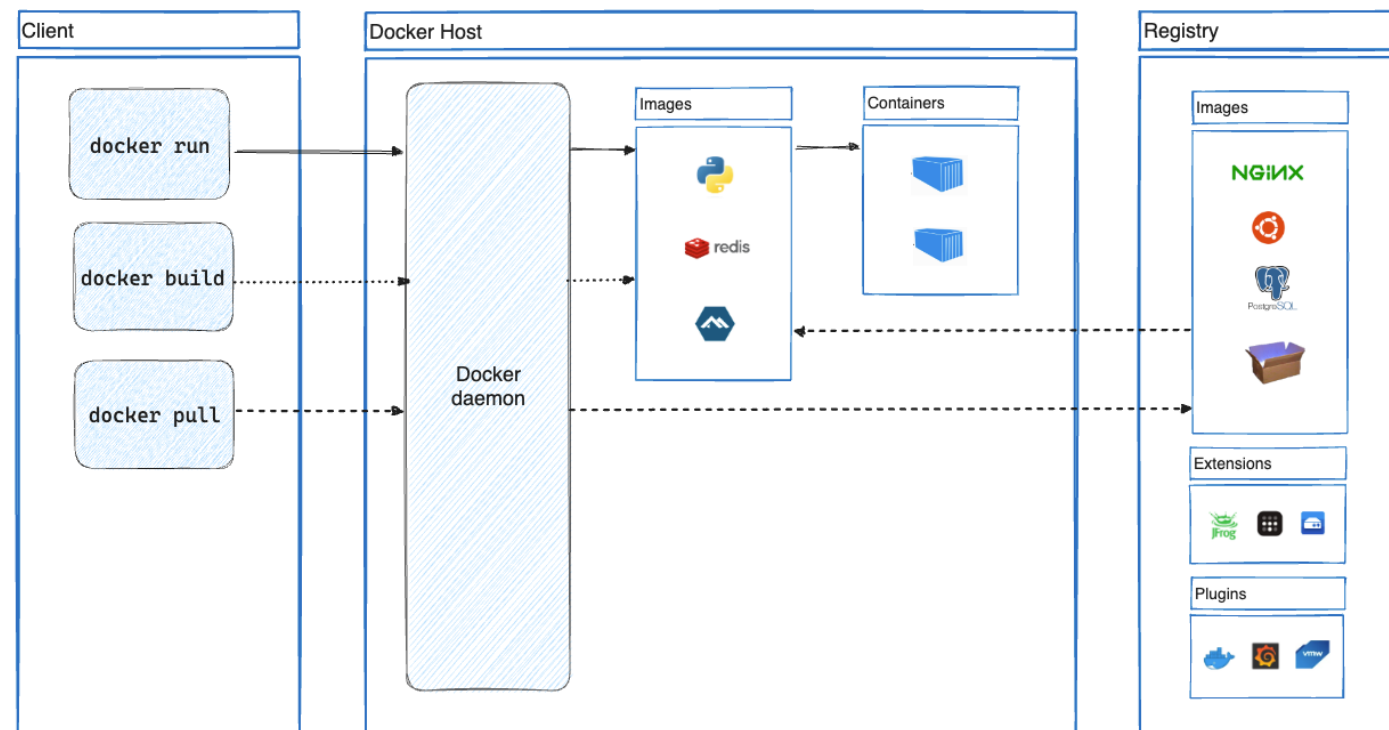 Client
docker run
docker build
docker pull
Docker Host
Docker
daemon
Images
redis
Containers
Registry
Images
NGINX
PostgreSQL
Extensions
JFrog
Plugins
vmw